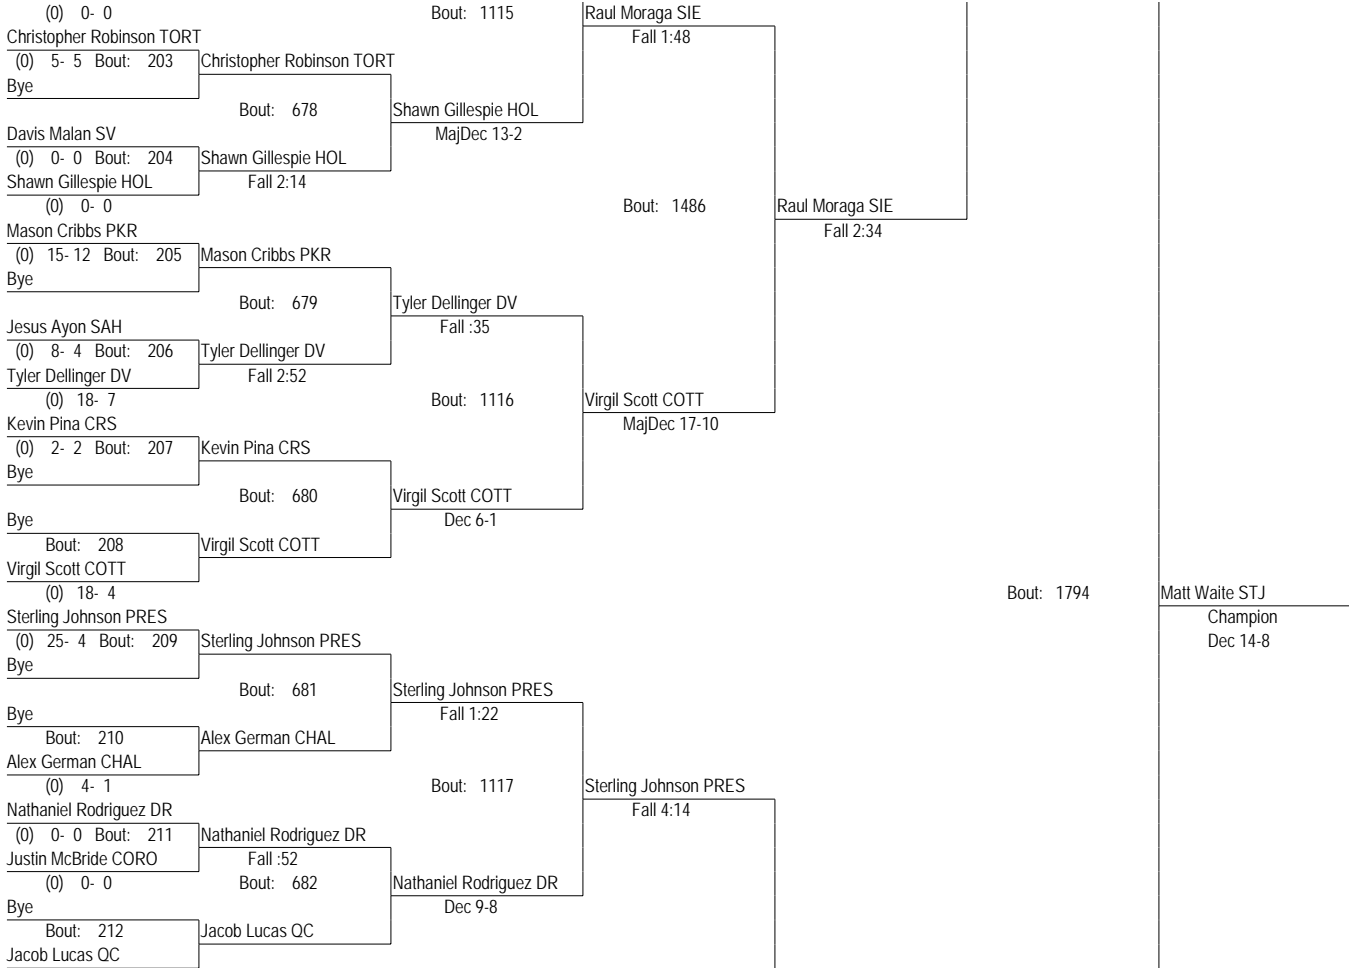 (0) 0- 0 Bout: 1115 Raul Moraga SIE
Christopher Robinson TORT Fall 1:48
(0) 5- 5 Bout: 203 Christopher Robinson TORT
Bye
Bout: 678 Shawn Gillespie HOL
Davis Malan SV MajDec 13-2
(0) 0- 0 Bout: 204 Shawn Gillespie HOL
Shawn Gillespie HOL Fall 2:14
(0) 0- 0 Bout: 1486 Raul Moraga SIE
Mason Cribbs PKR Fall 2:34
(0) 15- 12 Bout: 205 Mason Cribbs PKR
Bye
Bout: 679 Tyler Dellinger DV
Jesus Ayon SAH Fall :35
(0) 8- 4 Bout: 206 Tyler Dellinger DV
Tyler Dellinger DV Fall 2:52
(0) 18- 7 Bout: 1116 Virgil Scott COTT
Kevin Pina CRS MajDec 17-10
(0) 2- 2 Bout: 207 Kevin Pina CRS
Bye
Bout: 680 Virgil Scott COTT
Bye Dec 6-1
Bout: 208 Virgil Scott COTT
Virgil Scott COTT
(0) 18- 4 Bout: 1794 Matt Waite STJ
Sterling Johnson PRES Champion
(0) 25- 4 Bout: 209 Sterling Johnson PRES Dec 14-8
Bye
Bout: 681 Sterling Johnson PRES
Bye Fall 1:22
Bout: 210 Alex German CHAL
Alex German CHAL
(0) 4- 1 Bout: 1117 Sterling Johnson PRES
Nathaniel Rodriguez DR Fall 4:14
(0) 0- 0 Bout: 211 Nathaniel Rodriguez DR
Justin McBride CORO Fall :52
(0) 0- 0 Bout: 682 Nathaniel Rodriguez DR
Bye Dec 9-8
Bout: 212 Jacob Lucas QC
Jacob Lucas QC